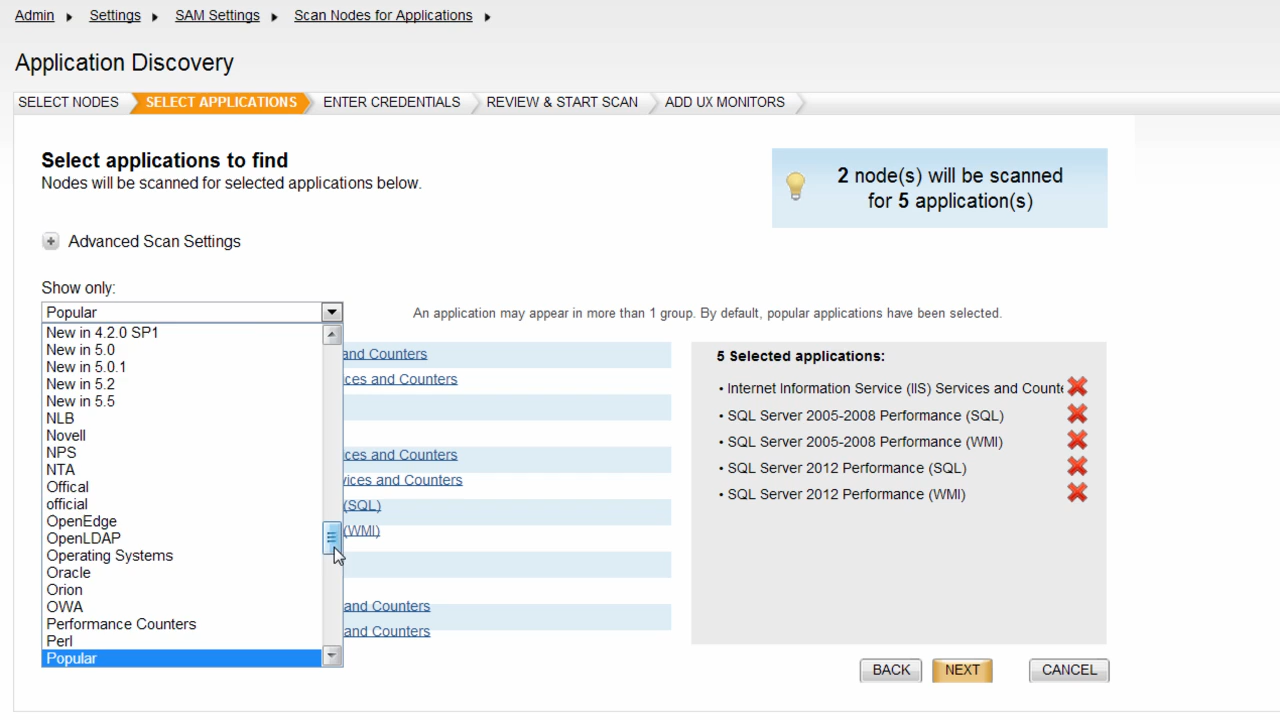 Admin ▸ Settings ▸ SAM Settings ▸ Scan Nodes for Applications ▸
Application Discovery
SELECT NODES SELECT APPLICATIONS ENTER CREDENTIALS REVIEW & START SCAN ADD UX MONITORS
Select applications to find
Nodes will be scanned for selected applications below.
2 node(s) will be scanned
for 5 application(s)
Advanced Scan Settings
Show only:
Popular
An application may appear in more than 1 group. By default, popular applications have been selected.
New in 4.2.0 SP1
New in 5.0
New in 5.0.1
New in 5.2
New in 5.5
NLB
Novell
NPS
NTA
Offical
official
OpenEdge
OpenLDAP
Operating Systems
Oracle
Orion
OWA
Performance Counters
Perl
Popular
and Counters
and Counters
and Counters
and Counters
(SQL)
(WMI)
and Counters
and Counters
5 Selected applications:
• Internet Information Service (IIS) Services and
• SQL Server 2005-2008 Performance (SQL)
• SQL Server 2005-2008 Performance (WMI)
• SQL Server 2012 Performance (SQL)
• SQL Server 2012 Performance (WMI)
BACK NEXT CANCEL